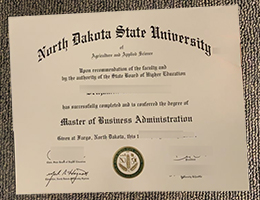 North Dakota State University
of Agriculture and Applied Science
Upon recommendation of the faculty and
by the authority of the State Board of Higher Education
has successfully completed and is conferred the degree of
Master of Business Administration
Given at Fargo, North Dakota, this